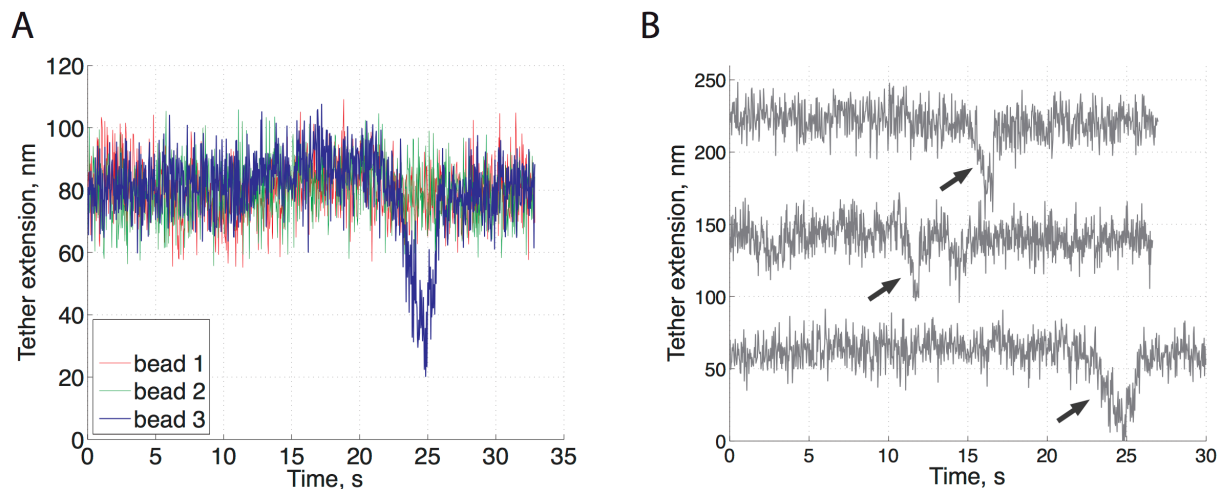 A
Tether extension, nm
120
100
80
60
40
20
0
bead 1
bead 2
bead 3
0 5 10 15 20 25 30 35
Time, s
B
Tether extension, nm
250
200
150
100
50
0
0 5 10 15 20 25 30
Time, s